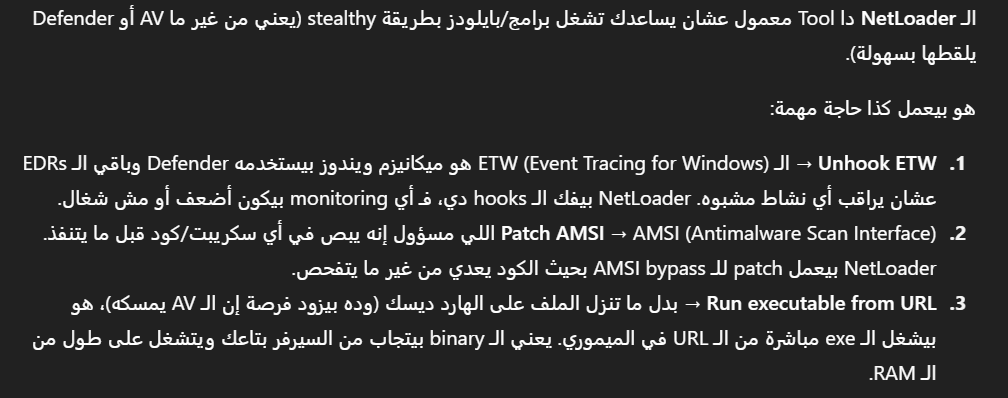 الـ NetLoader دا Tool معمول عشان يساعدك تشغل برامج/بايلودز بطريقة stealthy (يعني من غير ما AV أو Defender
يلقطها بسهولة).
هو بيعمل كذا حاجة مهمة:
1. Unhook ETW → الـ ETW (Event Tracing for Windows) هو ميكانيزم ويندوز بيستخدمه Defender وباقي الـ EDRs
عشان يراقب أي نشاط مشبوه. NetLoader بيفك الـ hooks دي، فـ أي monitoring بيكون أضعف أو مش شغال.
2. Patch AMSI → AMSI (Antimalware Scan Interface) اللي مسؤول إنه يبص في أي سكريبت/كود قبل ما يتنفذ.
NetLoader بيعمل patch للـ AMSI bypass بحيث الكود يعدي من غير ما يتفحص.
3. Run executable from URL → بدل ما تنزل الملف على الهارد ديسك (وده بيزود فرصة إن الـ AV يمسكه)، هو
بيشغل الـ exe مباشرة من الـ URL في الميموري. يعني الـ binary بيتجاب من السيرفر بتاعك ويتشغل على طول من
الـ RAM.